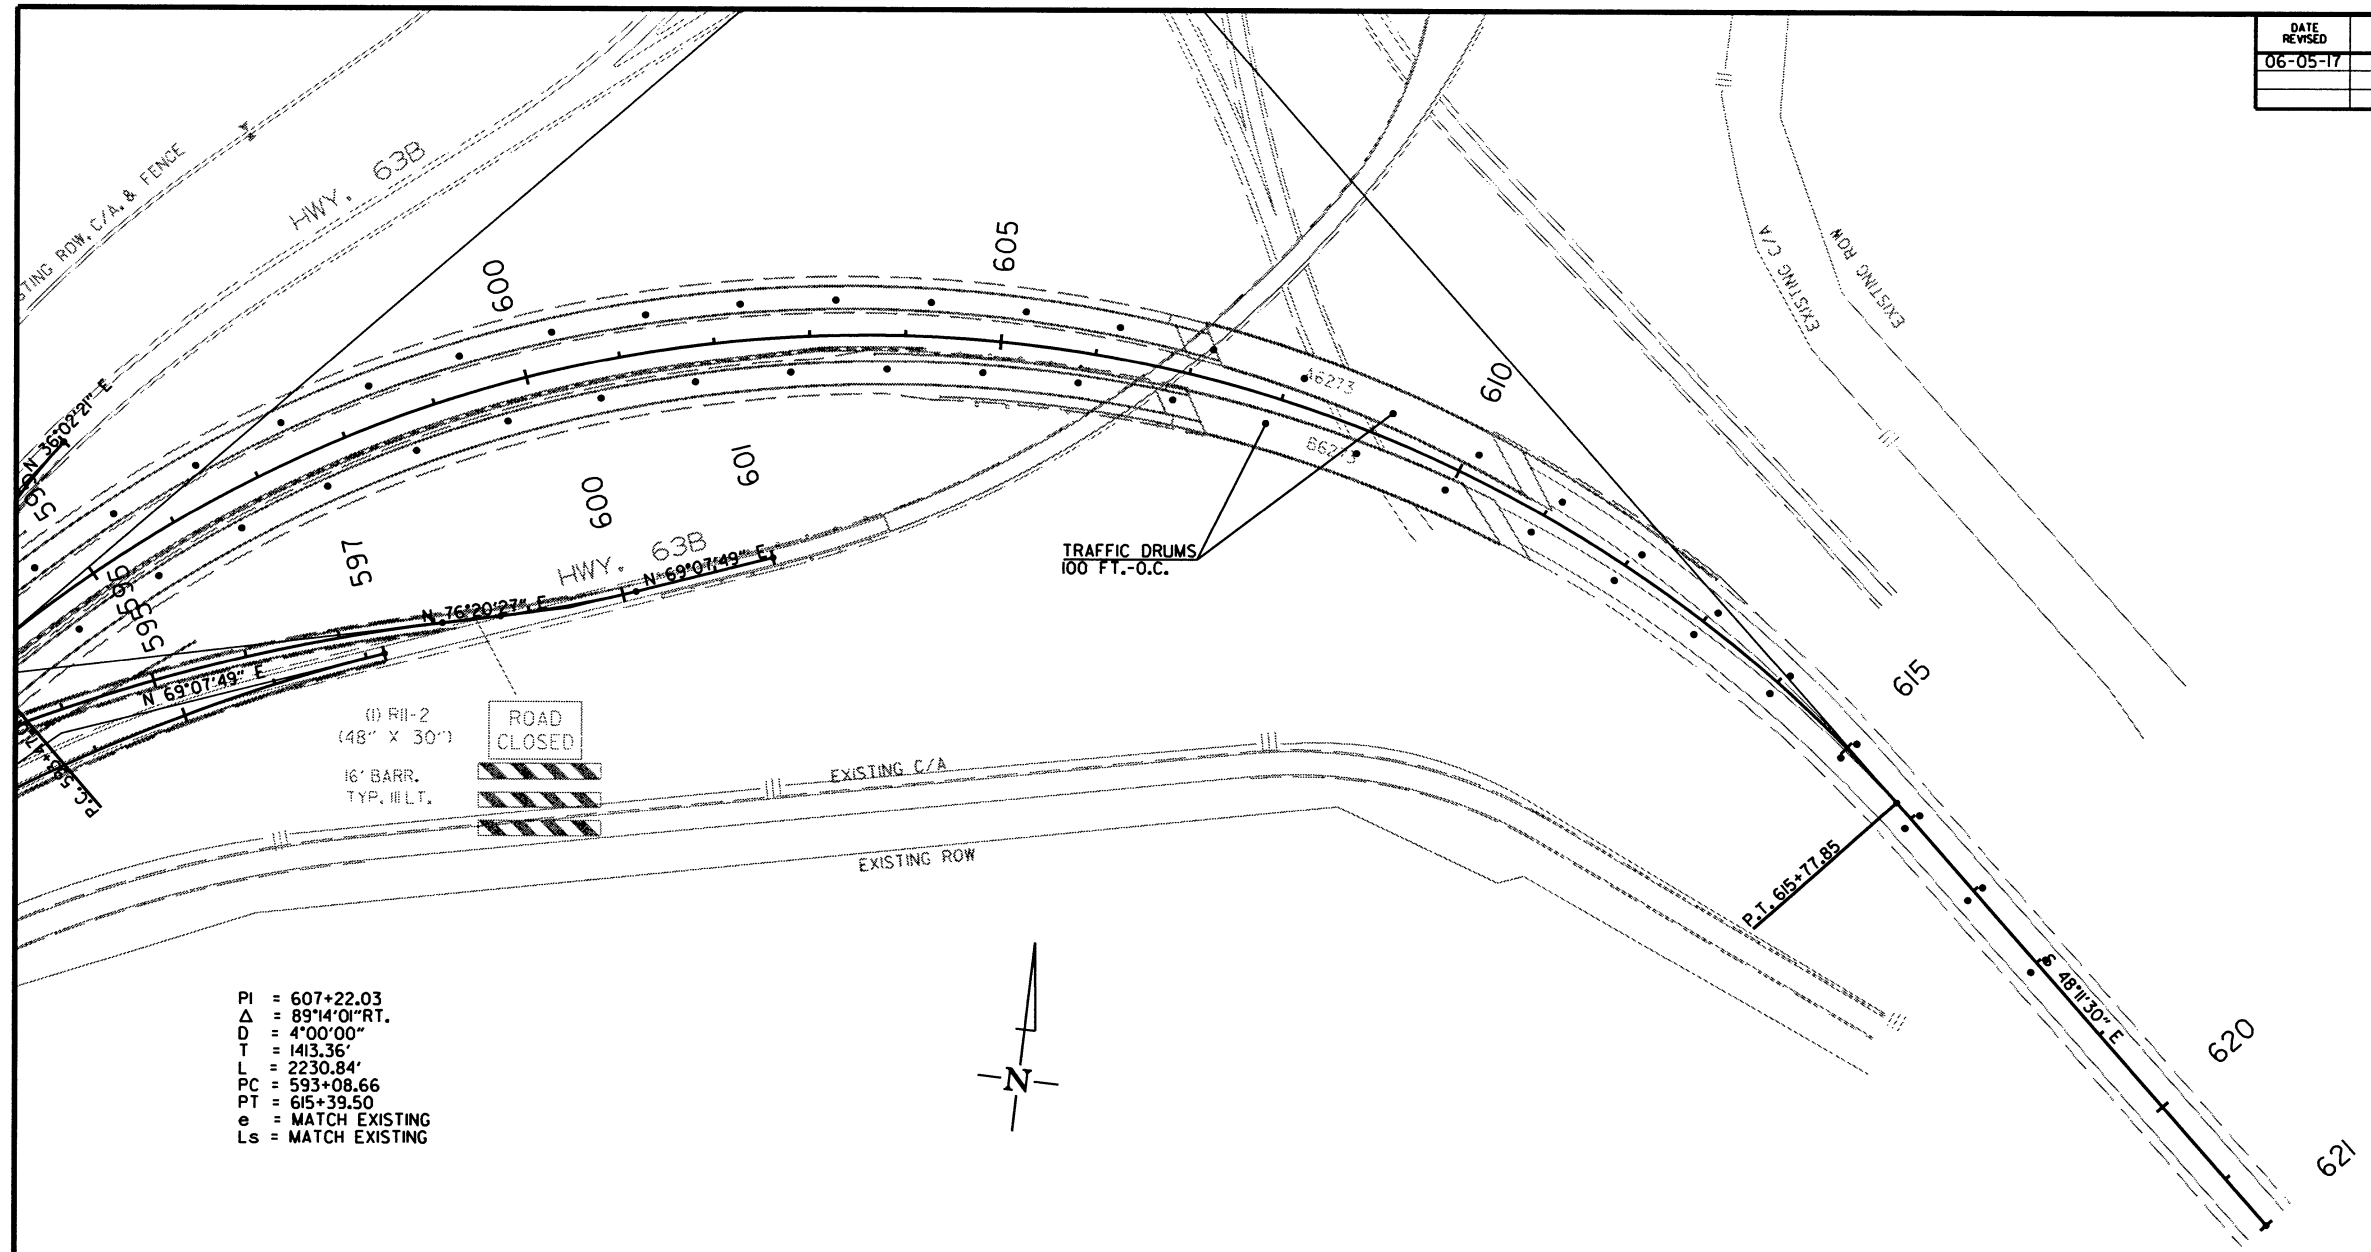 DATE
REVISED
06-05-17
STING ROW, C/A, & FENCE
HWY. 63B
N 36°02'21" E
600
605
610
615
620
621
A6273
B6273
EXISTING C/A
EXISTING ROW
TRAFFIC DRUMS
100 FT.-O.C.
597
600
601
HWY. 63B
N 76°20'27" E
N 69°07'49" E
595
593
N 69°07'49" E
(1) R11-2
(48" X 30")
ROAD
CLOSED
16' BARR.
TYP. III LT.
EXISTING C/A
EXISTING ROW
P.T. 615+77.85
S 48°11'30" E
N
PI = 607+22.03
Δ = 89°14'01"RT.
D = 4°00'00"
T = 1413.36'
L = 2230.84'
PC = 593+08.66
PT = 615+39.50
e = MATCH EXISTING
Ls = MATCH EXISTING